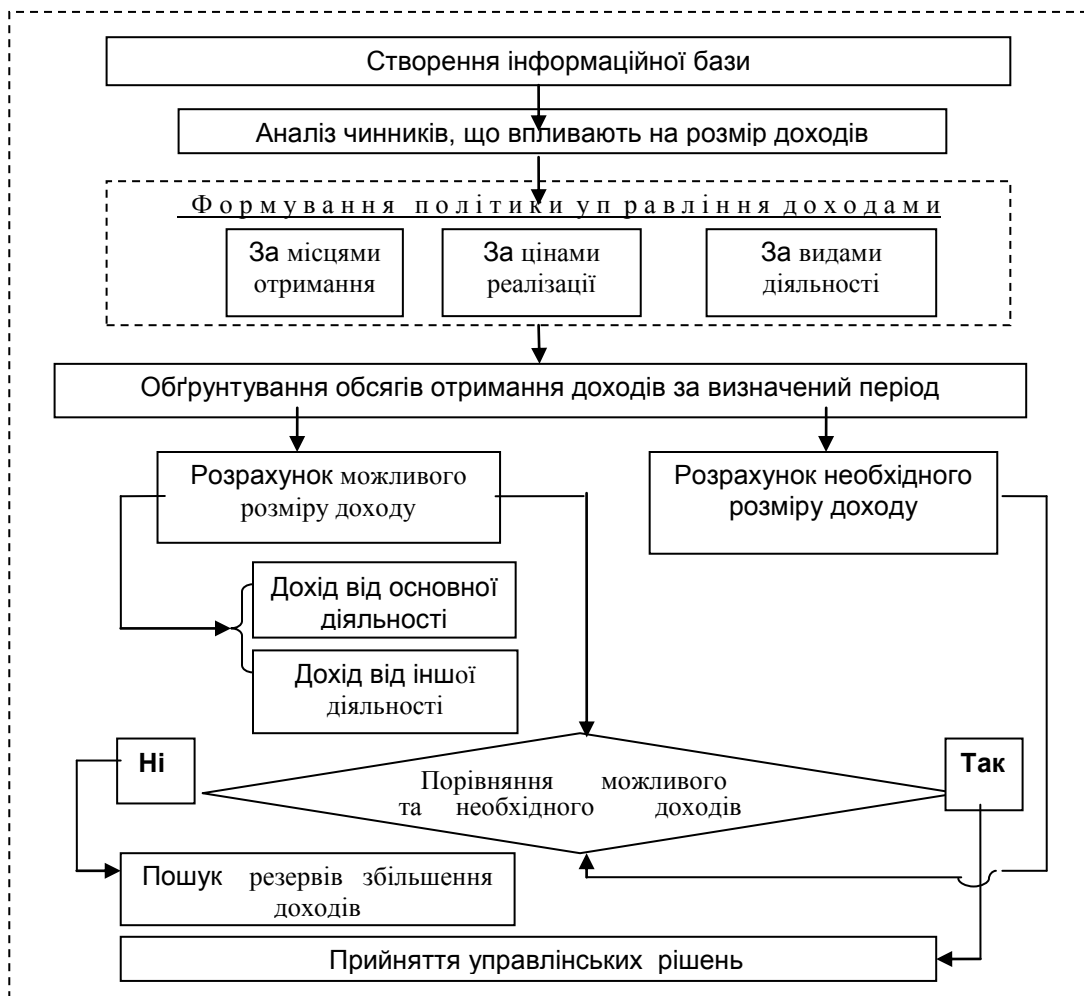 Створення інформаційної бази
Аналіз чинників, що впливають на розмір доходів
Формування політики управління доходами
За місцями
отримання
За цінами
реалізації
За видами
діяльності
Обґрунтування обсягів отримання доходів за визначений період
Розрахунок можливого
розміру доходу
Розрахунок необхідного
розміру доходу
Дохід від основної
діяльності
Дохід від іншої
діяльності
Ні
Порівняння можливого
та необхідного доходів
Так
Пошук резервів збільшення
доходів
Прийняття управлінських рішень